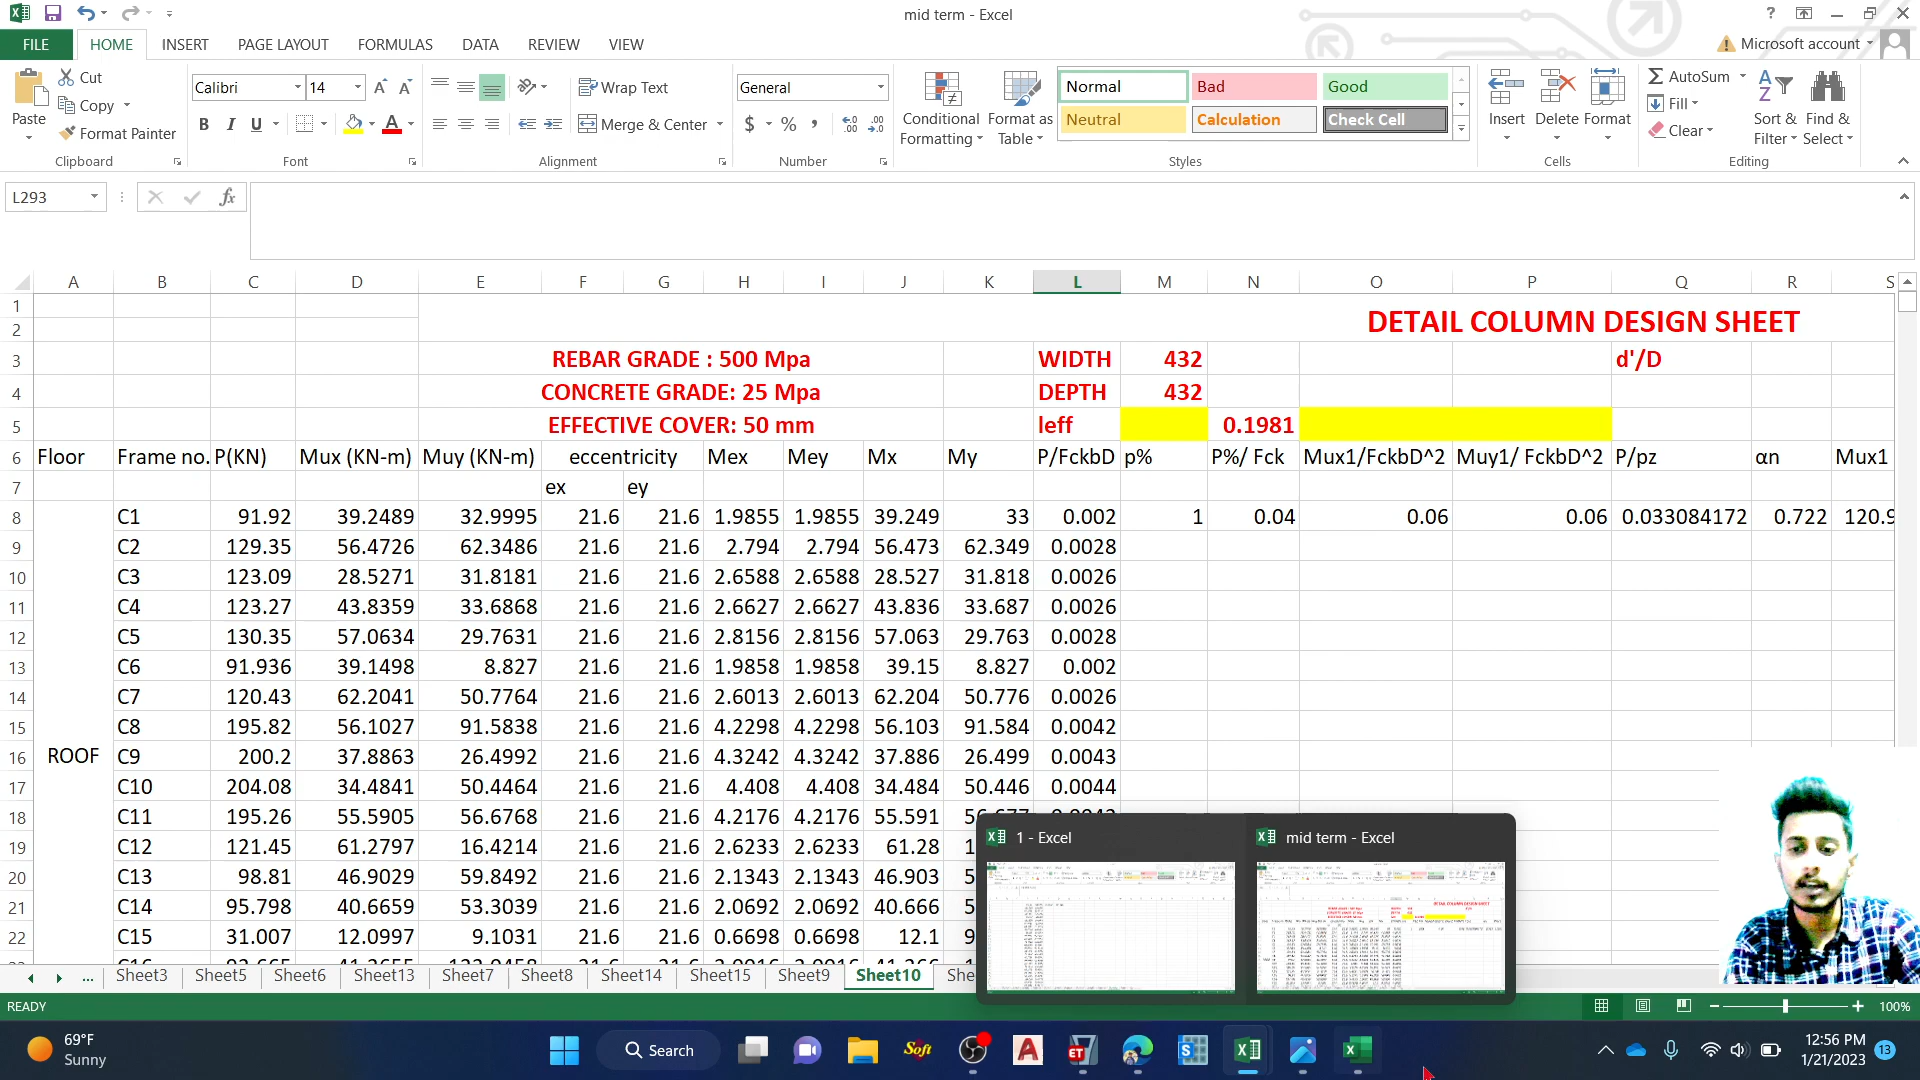 mid term - Excel
?
FILE HOME INSERT PAGE LAYOUT FORMULAS DATA REVIEW VIEW Microsoft account
Paste Cut Copy Format Painter
Calibri 14
B I U
Wrap Text
Merge & Center
General
$ % ,
Conditional Formatting Format as Table
Normal Bad Good
Neutral Calculation Check Cell
Insert Delete Format
AutoSum Fill Clear
Sort & Filter Find & Select
Clipboard Font Alignment Number Styles Cells Editing
L293 fx
A B C D E F G H I J K L M N O P Q R S
1
2 DETAIL COLUMN DESIGN SHEET
3 REBAR GRADE : 500 Mpa WIDTH 432 d'/D
4 CONCRETE GRADE: 25 Mpa DEPTH 432
5 EFFECTIVE COVER: 50 mm leff 0.1981
6 Floor Frame no. P(KN) Mux (KN-m) Muy (KN-m) eccentricity Mex Mey Mx My P/FckbD p% P%/ Fck Mux1/FckbD^2 Muy1/ FckbD^2 P/pz αn Mux1
7 ex ey
8 C1 91.92 39.2489 32.9995 21.6 21.6 1.9855 1.9855 39.249 33 0.002 1 0.04 0.06 0.06 0.033084172 0.722 120.9
9 C2 129.35 56.4726 62.3486 21.6 21.6 2.794 2.794 56.473 62.349 0.0028
10 C3 123.09 28.5271 31.8181 21.6 21.6 2.6588 2.6588 28.527 31.818 0.0026
11 C4 123.27 43.8359 33.6868 21.6 21.6 2.6627 2.6627 43.836 33.687 0.0026
12 C5 130.35 57.0634 29.7631 21.6 21.6 2.8156 2.8156 57.063 29.763 0.0028
13 C6 91.936 39.1498 8.827 21.6 21.6 1.9858 1.9858 39.15 8.827 0.002
14 C7 120.43 62.2041 50.7764 21.6 21.6 2.6013 2.6013 62.204 50.776 0.0026
15 C8 195.82 56.1027 91.5838 21.6 21.6 4.2298 4.2298 56.103 91.584 0.0042
16 ROOF C9 200.2 37.8863 26.4992 21.6 21.6 4.3242 4.3242 37.886 26.499 0.0043
17 C10 204.08 34.4841 50.4464 21.6 21.6 4.408 4.408 34.484 50.446 0.0044
18 C11 195.26 55.5905 56.6768 21.6 21.6 4.2176 4.2176 55.591
19 C12 121.45 61.2797 16.4214 21.6 21.6 2.6233 2.6233 61.28 1
20 C13 98.81 46.9029 59.8492 21.6 21.6 2.1343 2.1343 46.903 5
21 C14 95.798 40.6659 53.3039 21.6 21.6 2.0692 2.0692 40.666 5
22 C15 31.007 12.0997 9.1031 21.6 21.6 0.6698 0.6698 12.1 9
1 - Excel mid term - Excel
... Sheet3 Sheet5 Sheet6 Sheet13 Sheet7 Sheet8 Sheet14 Sheet15 Sheet9 Sheet10 She
READY 100%
69°F
Sunny
Search
Soft
ET
12:56 PM
1/21/2023
13